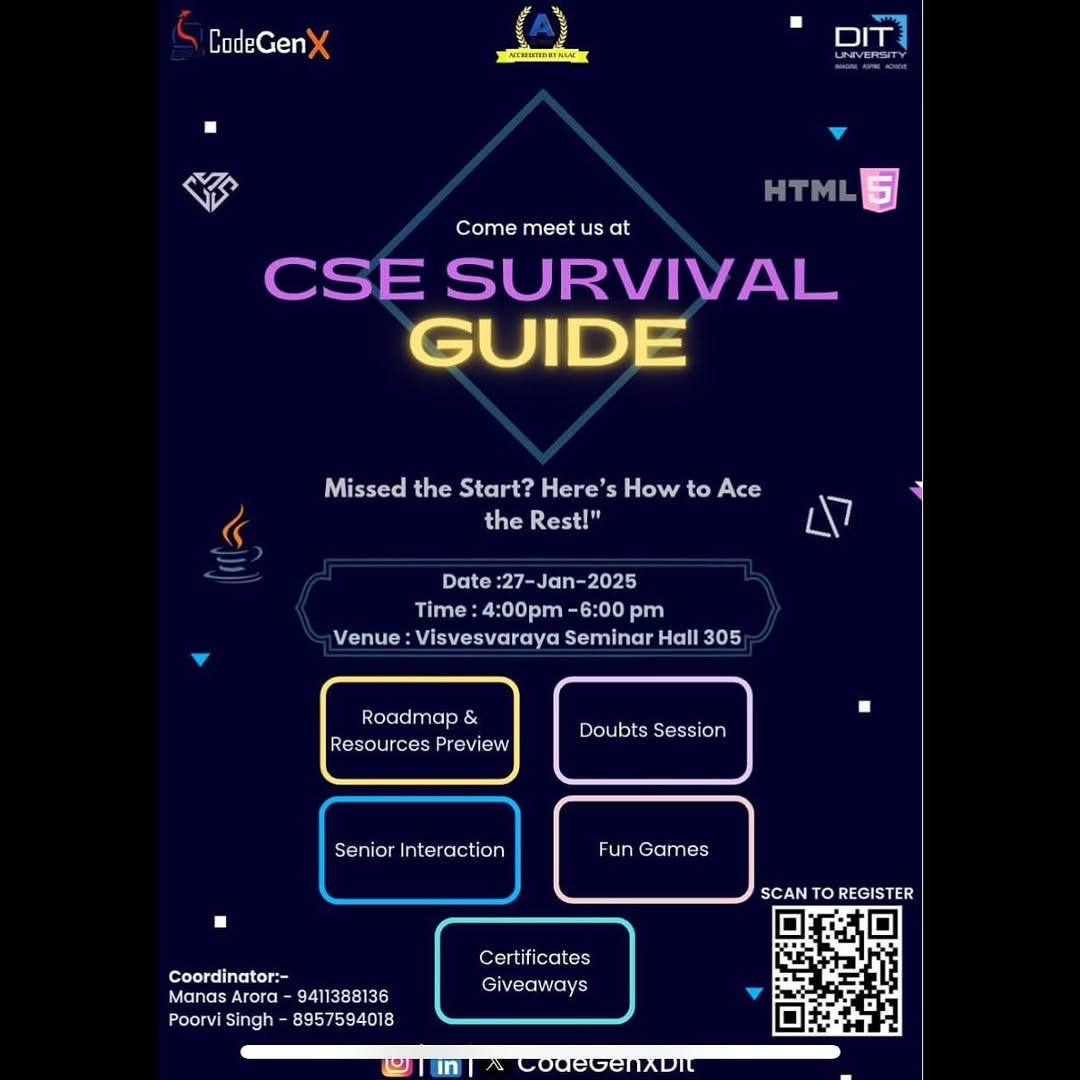 CodeGenX
A
ACCREDITED BY NAAC
DIT
UNIVERSITY
IMAGINE ASPIRE ACHIEVE
HTML 5
Come meet us at
CSE SURVIVAL
GUIDE
Missed the Start? Here’s How to Ace
the Rest!"
Date :27-Jan-2025
Time : 4:00pm -6:00 pm
Venue : Visvesvaraya Seminar Hall 305
Roadmap &
Resources Preview
Doubts Session
Senior Interaction
Fun Games
Certificates
Giveaways
SCAN TO REGISTER
Coordinator:-
Manas Arora - 9411388136
Poorvi Singh - 8957594018
| in | X CodeGenXDit